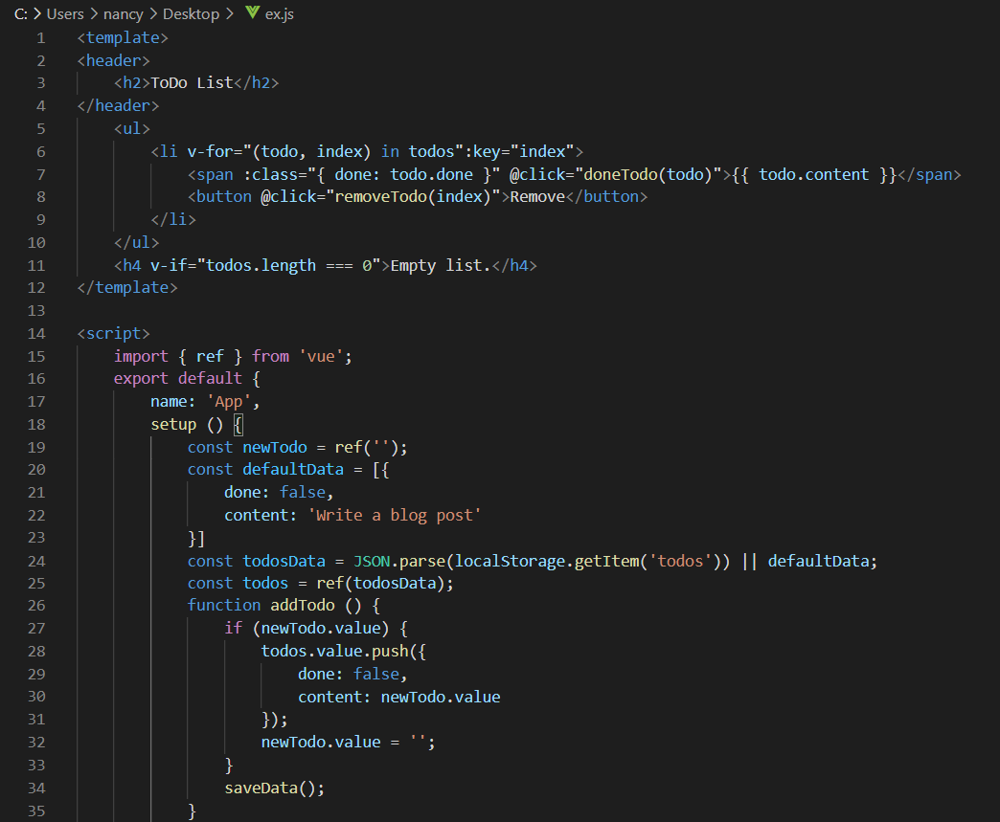 C: > Users > nancy > Desktop > ex.js
1 <template>
2 <header>
3     <h2>ToDo List</h2>
4 </header>
5     <ul>
6         <li v-for="(todo, index) in todos":key="index">
7             <span :class="{ done: todo.done }" @click="doneTodo(todo)">{{ todo.content }}</span>
8             <button @click="removeTodo(index)">Remove</button>
9         </li>
10     </ul>
11     <h4 v-if="todos.length === 0">Empty list.</h4>
12 </template>
13
14 <script>
15     import { ref } from 'vue';
16     export default {
17         name: 'App',
18         setup () {
19             const newTodo = ref('');
20             const defaultData = [{
21                 done: false,
22                 content: 'Write a blog post'
23             }]
24             const todosData = JSON.parse(localStorage.getItem('todos')) || defaultData;
25             const todos = ref(todosData);
26             function addTodo () {
27                 if (newTodo.value) {
28                     todos.value.push({
29                         done: false,
30                         content: newTodo.value
31                     });
32                     newTodo.value = '';
33                 }
34                 saveData();
35             }